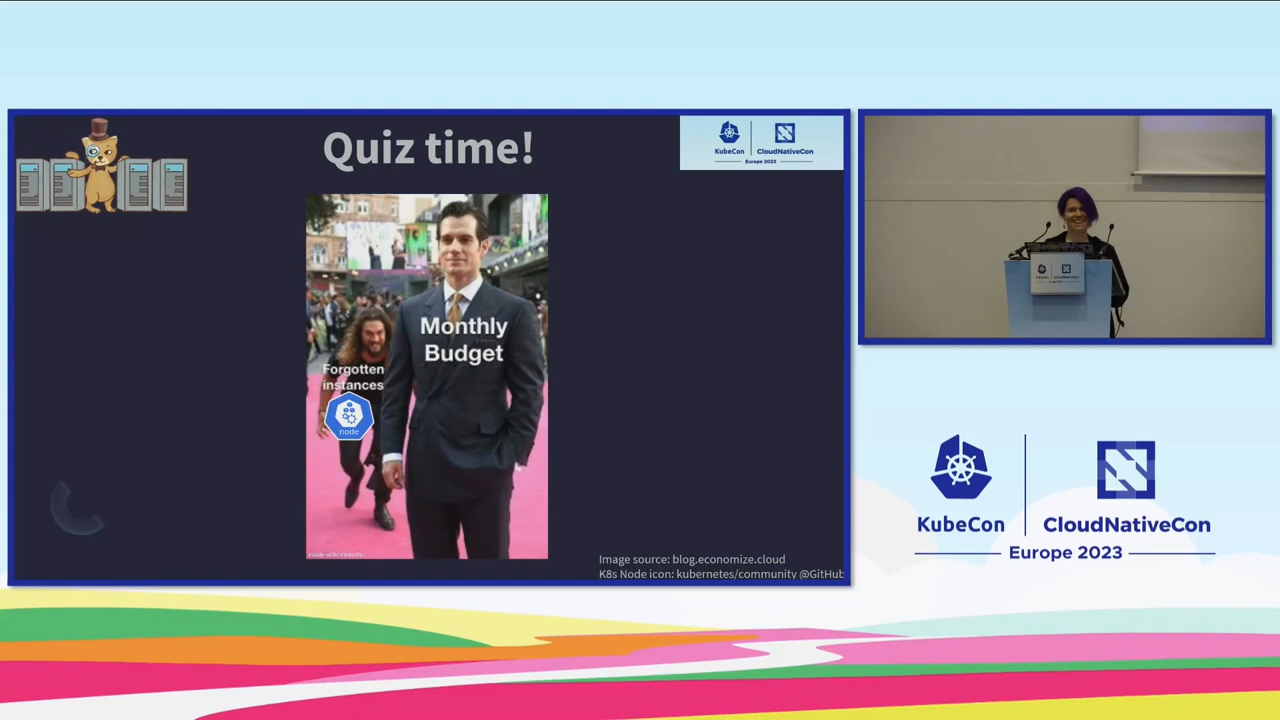 Quiz time!
KubeCon
CloudNativeCon
Europe 2023
Monthly
Budget
Forgotten
instances
node
Image source: blog.economize.cloud
K8s Node icon: kubernetes/community @GitHub
KubeCon
CloudNativeCon
Europe 2023